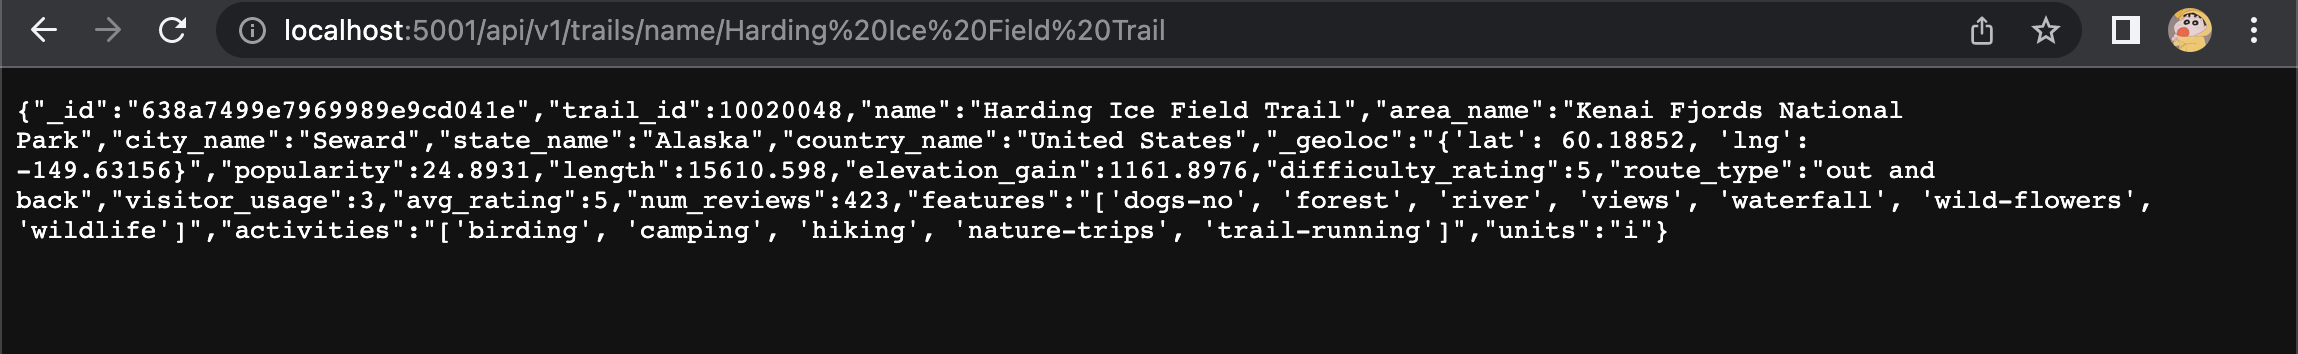 localhost:5001/api/v1/trails/name/Harding%20Ice%20Field%20Trail
{"_id":"638a7499e7969989e9cd041e","trail_id":10020048,"name":"Harding Ice Field Trail","area_name":"Kenai Fjords National
Park","city_name":"Seward","state_name":"Alaska","country_name":"United States","_geoloc":"{'lat': 60.18852, 'lng':
-149.63156}","popularity":24.8931,"length":15610.598,"elevation_gain":1161.8976,"difficulty_rating":5,"route_type":"out and
back","visitor_usage":3,"avg_rating":5,"num_reviews":423,"features":"['dogs-no', 'forest', 'river', 'views', 'waterfall', 'wild-flowers',
'wildlife']","activities":"['birding', 'camping', 'hiking', 'nature-trips', 'trail-running']","units":"i"}